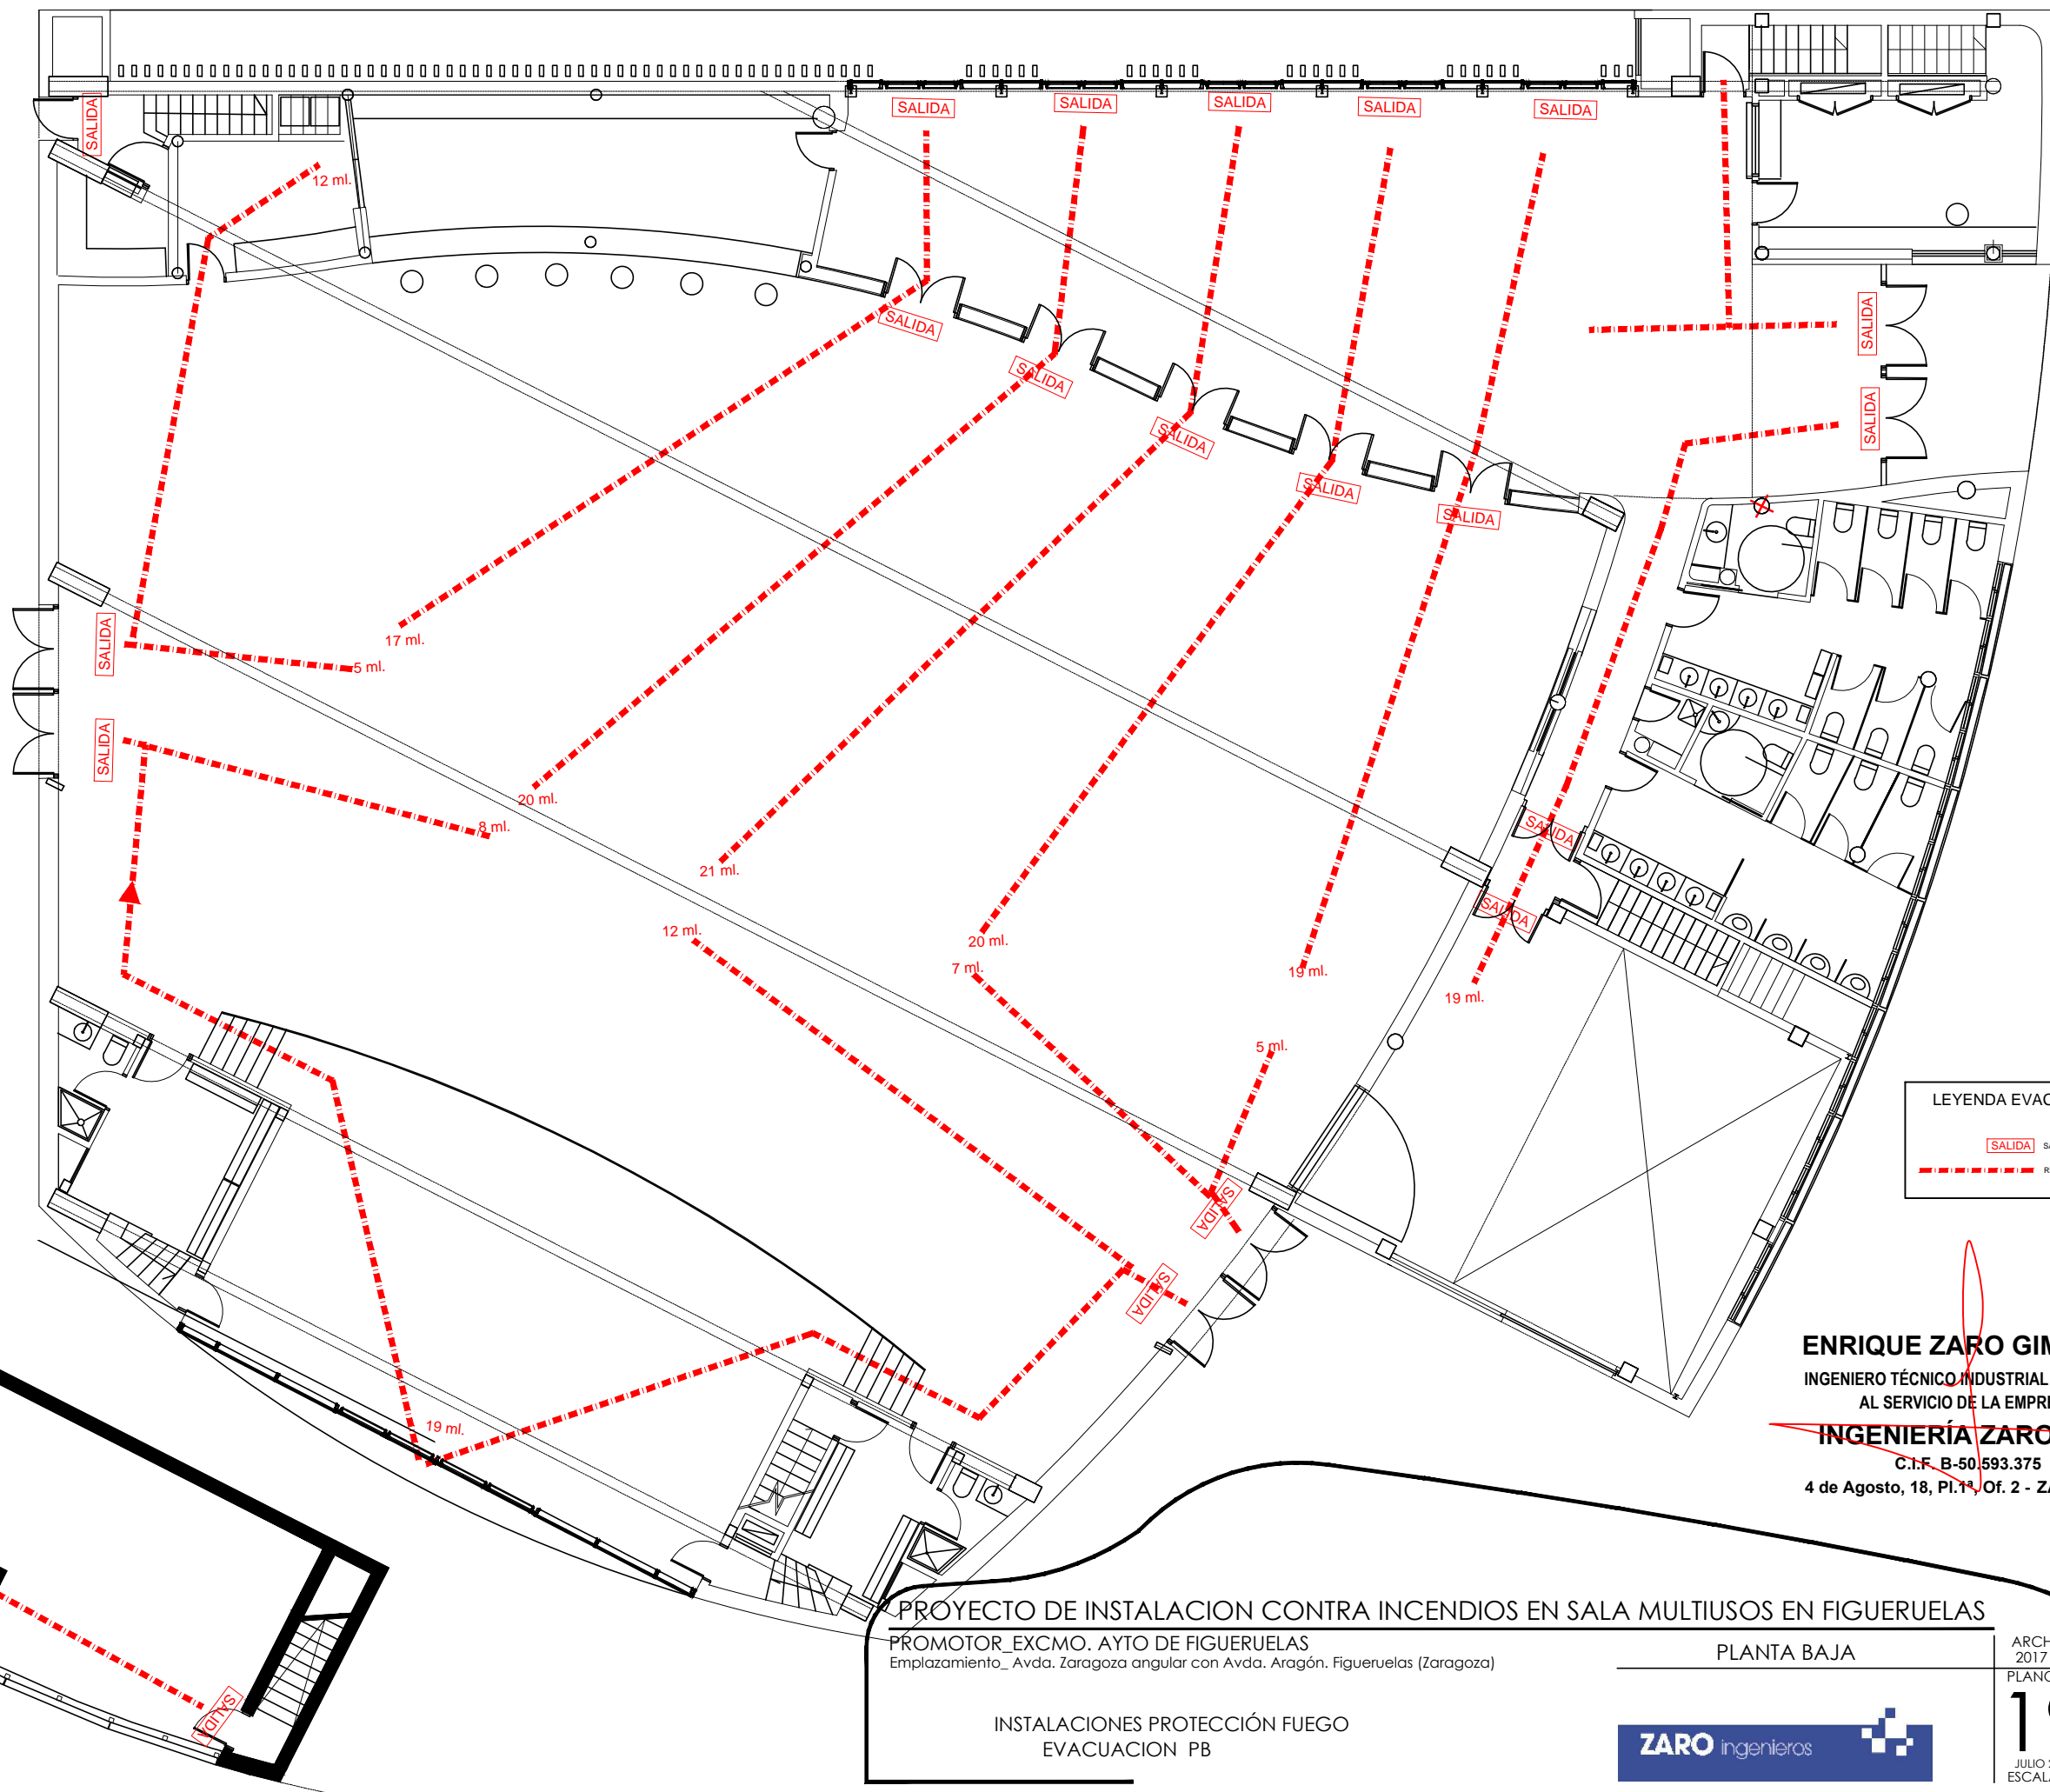 SALIDA
SALIDA
SALIDA
SALIDA
SALIDA
SALIDA
12 ml.
SALIDA
SALIDA
SALIDA
SALIDA
SALIDA
SALIDA
SALIDA
SALIDA
17 ml.
5 ml.
SALIDA
20 ml.
8 ml.
SALIDA
21 ml.
SALIDA
12 ml.
20 ml.
7 ml.
19 ml.
19 ml.
5 ml.
SALIDA
SALIDA
19 ml.
SALIDA
LEYENDA EVAC
SALIDA
R
ENRIQUE ZARO GIM
INGENIERO TÉCNICO INDUSTRIAL
AL SERVICIO DE LA EMPRE
INGENIERÍA ZARO
C.I.F. B-50.593.375
4 de Agosto, 18, Pl.1ª, Of. 2 - ZA
PROYECTO DE INSTALACION CONTRA INCENDIOS EN SALA MULTIUSOS EN FIGUERUELAS
PROMOTOR_EXCMO. AYTO DE FIGUERUELAS
Emplazamiento_ Avda. Zaragoza angular con Avda. Aragón. Figueruelas (Zaragoza)
PLANTA BAJA
ARCH
2017
PLANO
INSTALACIONES PROTECCIÓN FUEGO
EVACUACION PB
ZARO ingenieros
JULIO
ESCALA